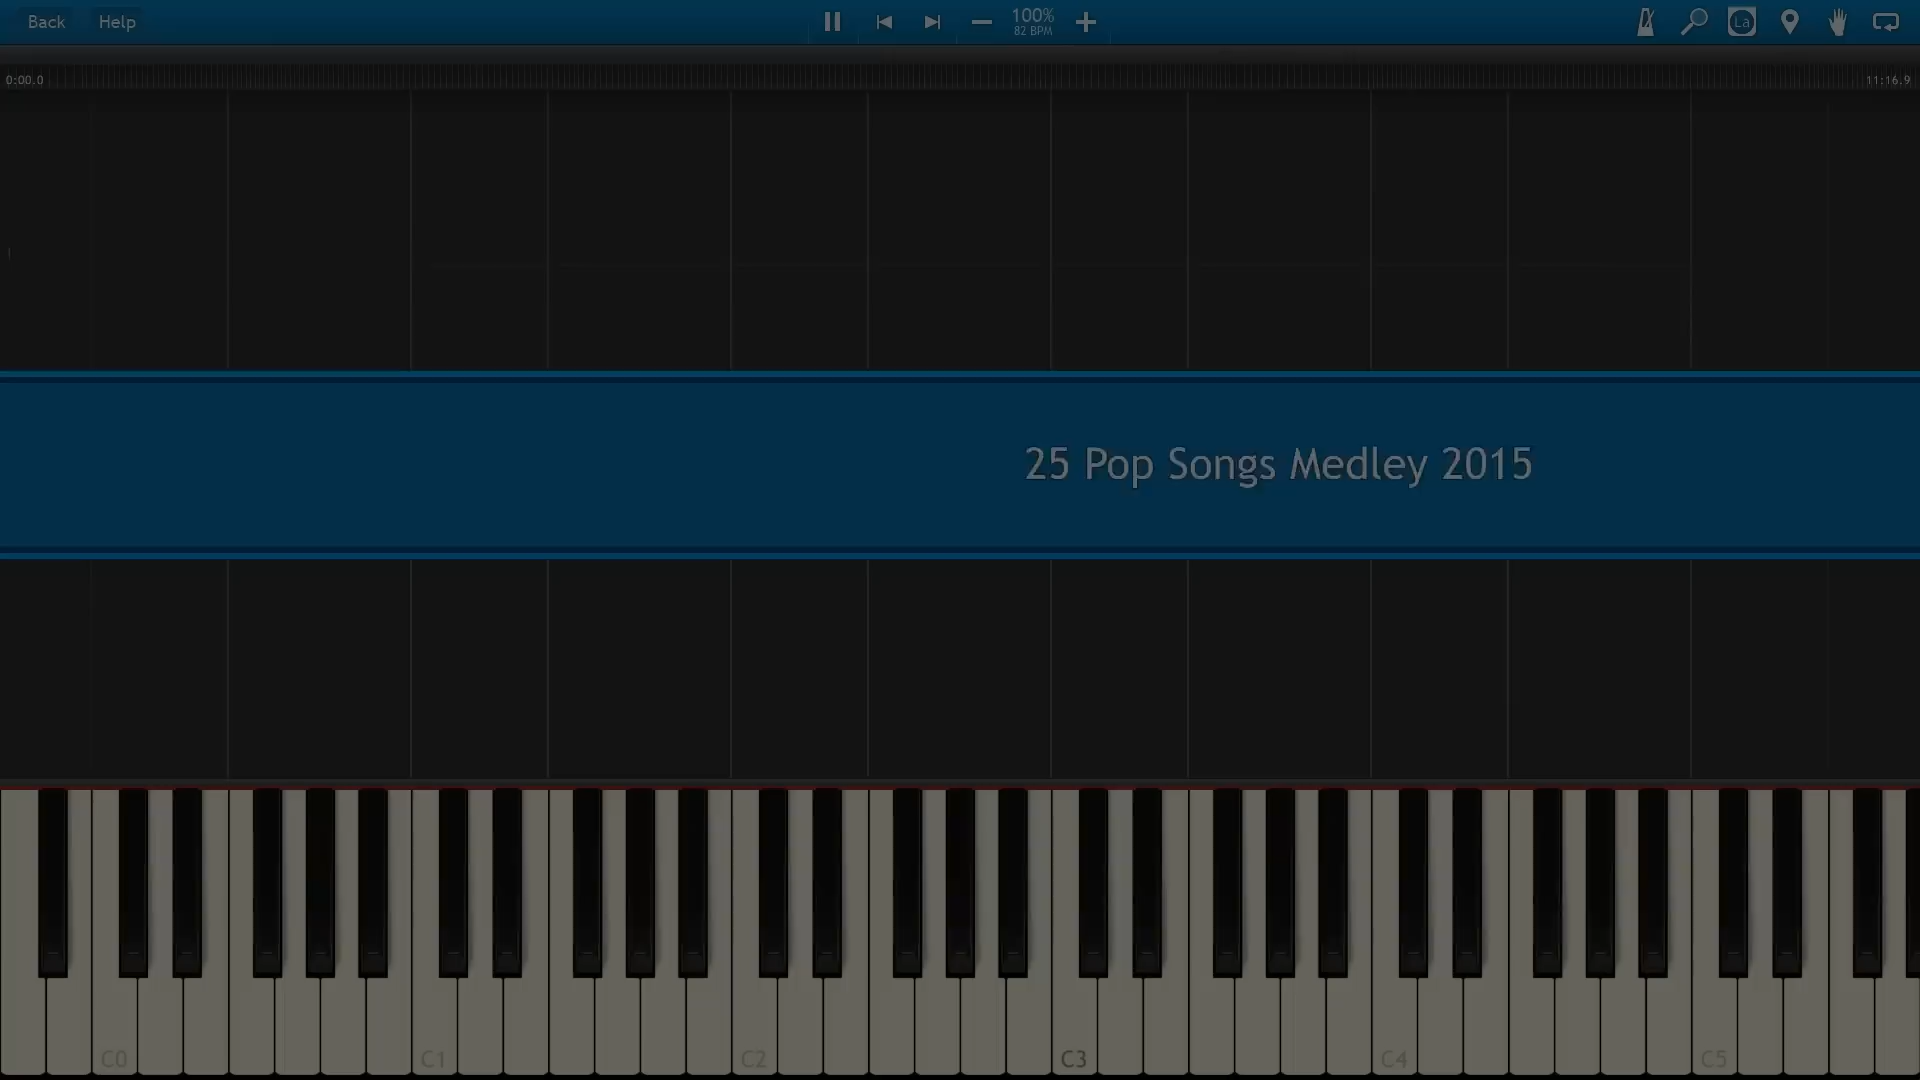 Back Help
100%
82 BPM
La
0:00.0 11:16.9
25 Pop Songs Medley 2015
C0 C1 C2 C3 C4 C5